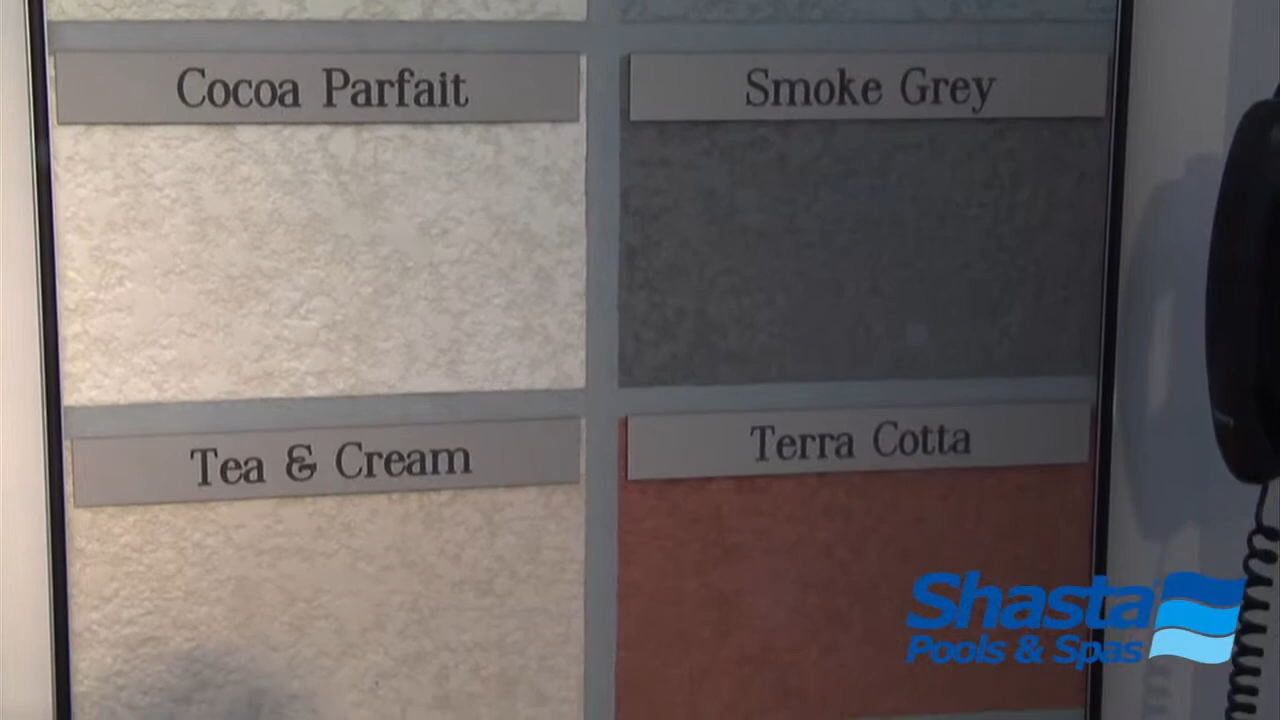 Cocoa Parfait
Smoke Grey
Tea & Cream
Terra Cotta
Shasta
Pools & Spas